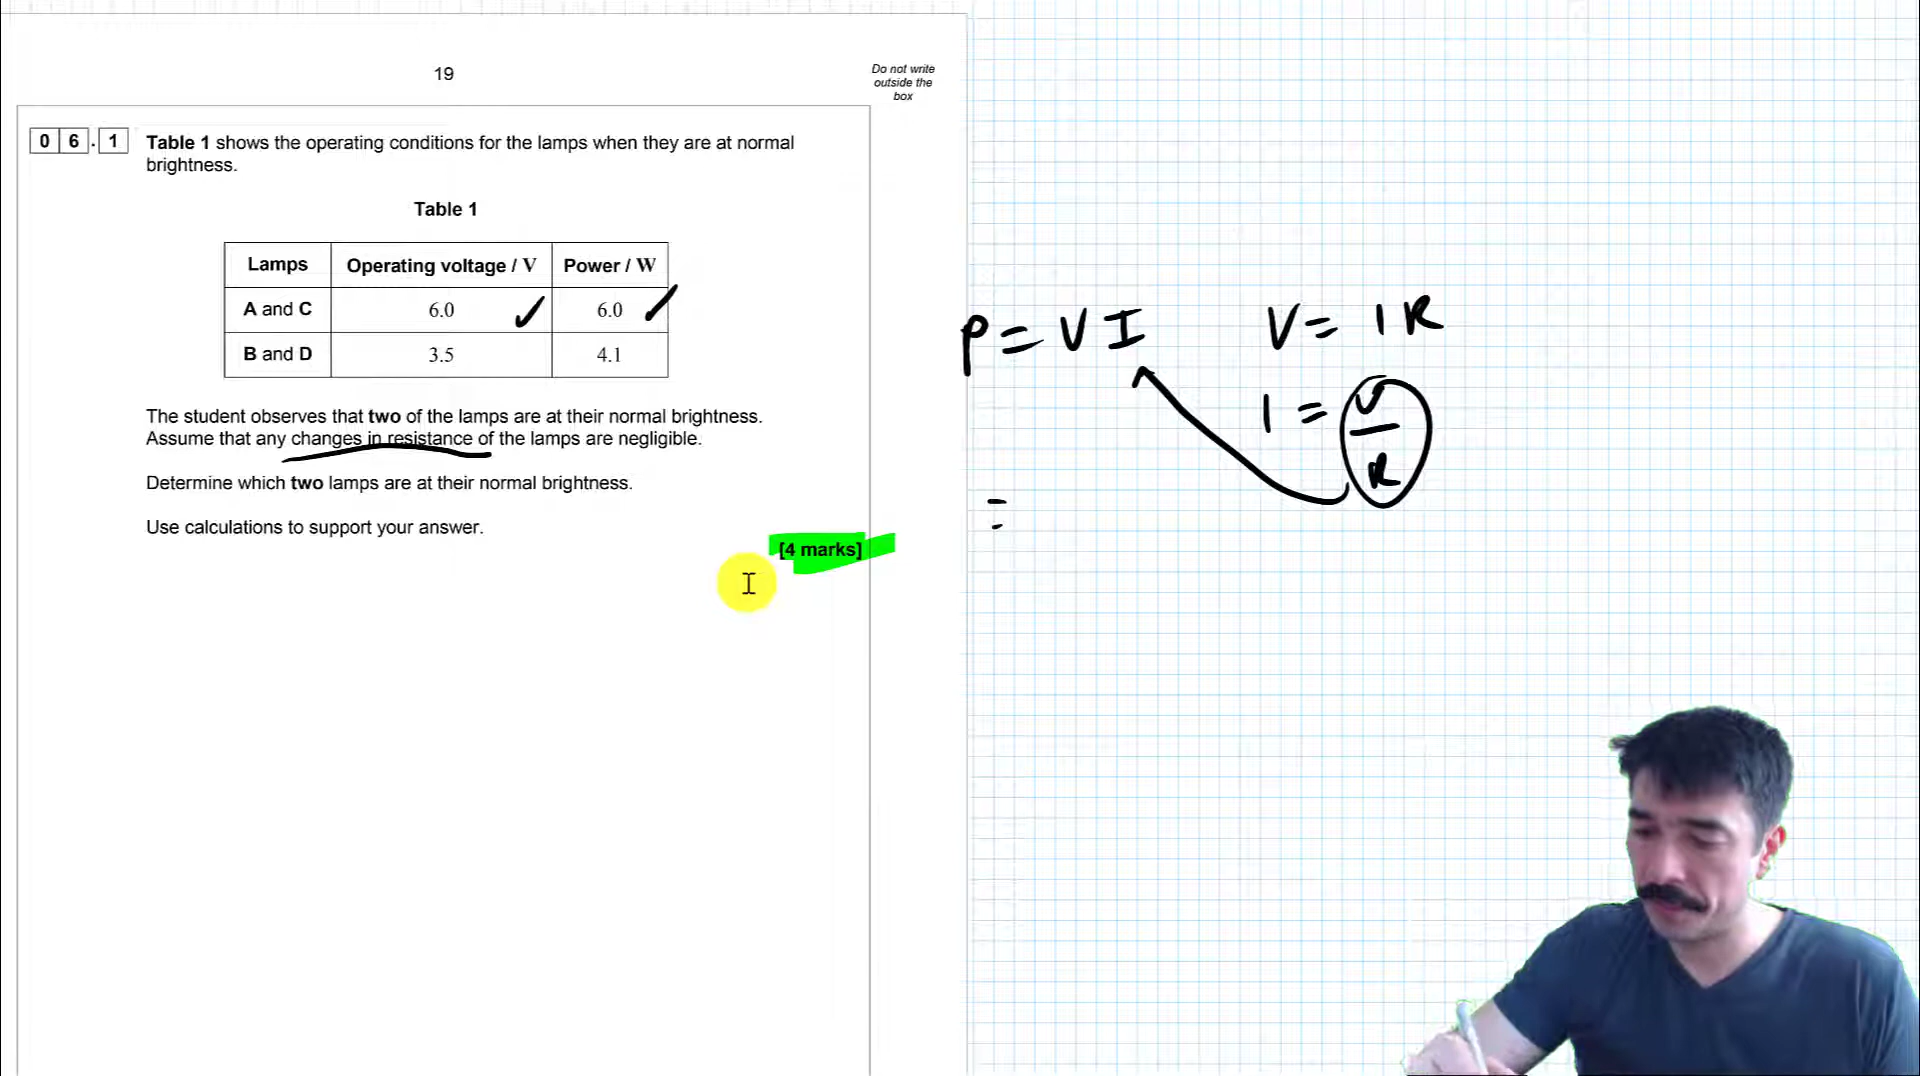 19
Do not write
outside the
box
0 6 . 1 Table 1 shows the operating conditions for the lamps when they are at normal
brightness.
Table 1
Lamps Operating voltage / V Power / W
A and C 6.0 6.0
B and D 3.5 4.1
The student observes that two of the lamps are at their normal brightness.
Assume that any changes in resistance of the lamps are negligible.
Determine which two lamps are at their normal brightness.
Use calculations to support your answer.
[4 marks]
P = V I
V = I R
I = V
R
=